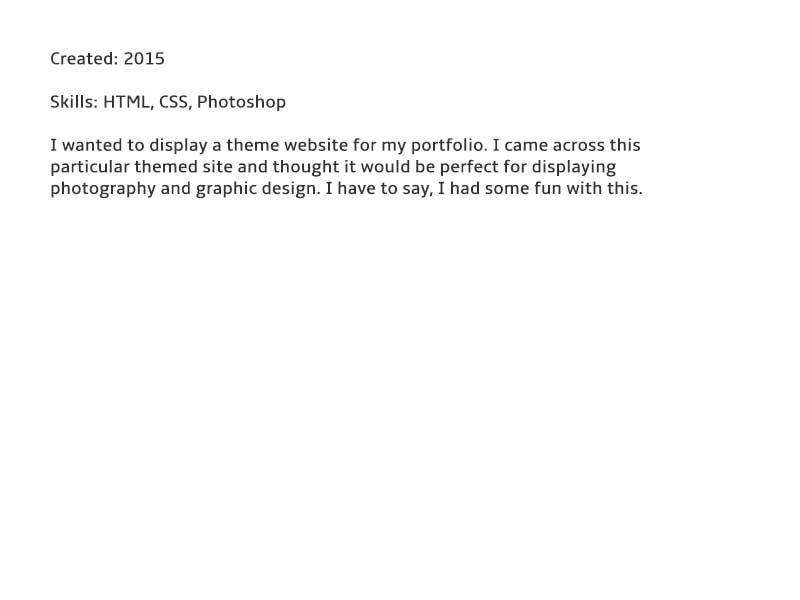 Created: 2015
Skills: HTML, CSS, Photoshop
I wanted to display a theme website for my portfolio. I came across this
particular themed site and thought it would be perfect for displaying
photography and graphic design. I have to say, I had some fun with this.